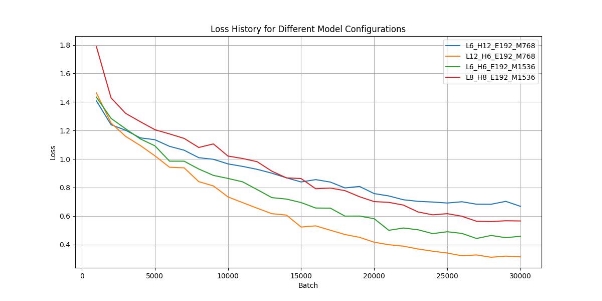 Loss History for Different Model Configurations
L6_H12_E192_M768
L12_H6_E192_M768
L6_H6_E192_M1536
L8_H8_E192_M1536
Loss
1.8
1.6
1.4
1.2
1.0
0.8
0.6
0.4
0
5000
10000
15000
20000
25000
30000
Batch